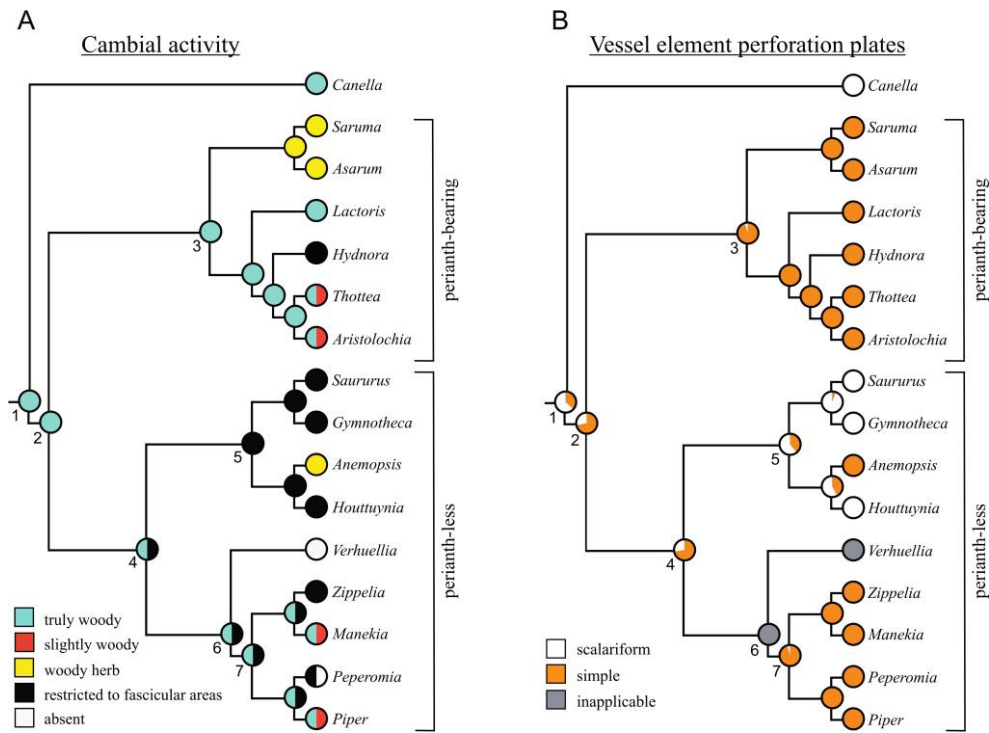 A
Cambial activity
Canella
Saruma
Asarum
Lactoris
Hydnora
Thottea
Aristolochia
Saururus
Gymnotheca
Anemopsis
Houttuynia
Verhuellia
Zippelia
Manekia
Peperomia
Piper
perianth-bearing
perianth-less
1
2
3
4
5
6
7
truly woody
slightly woody
woody herb
restricted to fascicular areas
absent
B
Vessel element perforation plates
Canella
Saruma
Asarum
Lactoris
Hydnora
Thottea
Aristolochia
Saururus
Gymnotheca
Anemopsis
Houttuynia
Verhuellia
Zippelia
Manekia
Peperomia
Piper
perianth-bearing
perianth-less
1
2
3
4
5
6
7
scalariform
simple
inapplicable